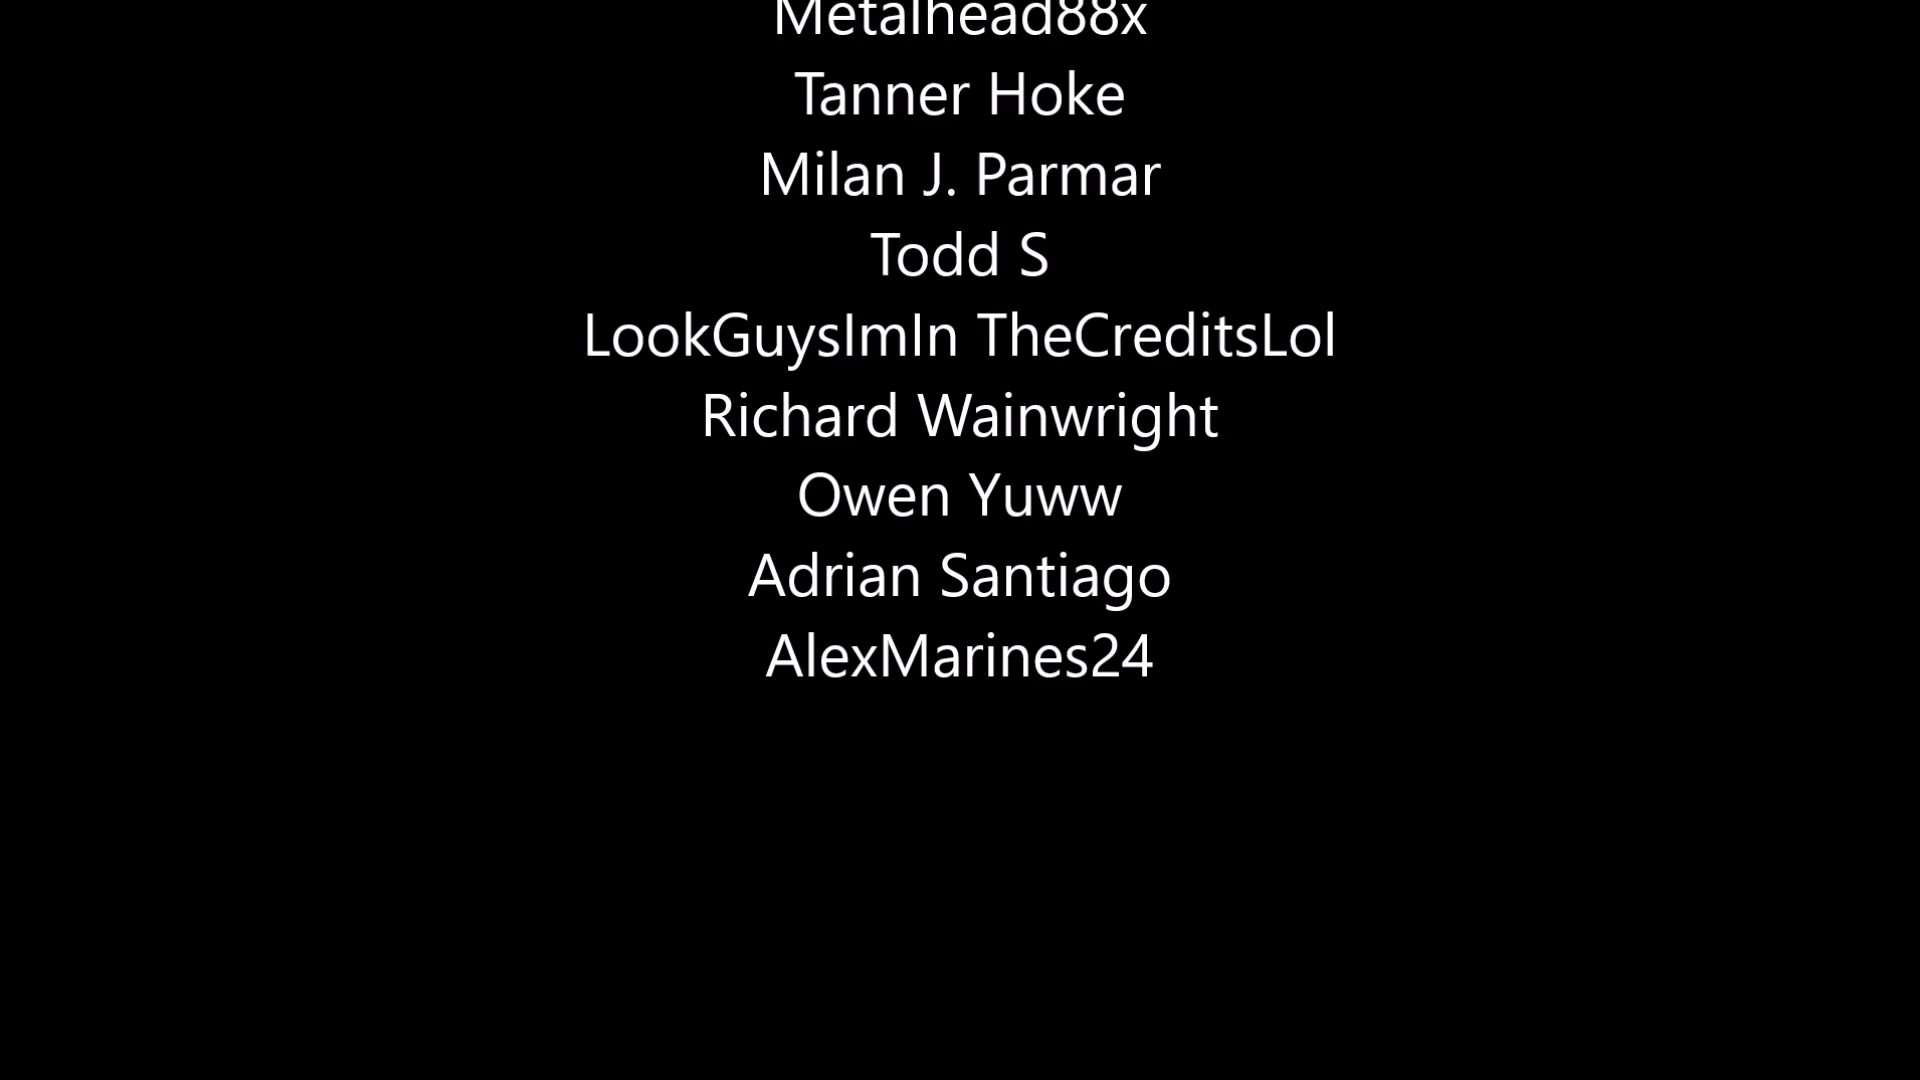 Metalhead88x
Tanner Hoke
Milan J. Parmar
Todd S
LookGuysImIn TheCreditsLol
Richard Wainwright
Owen Yuww
Adrian Santiago
AlexMarines24